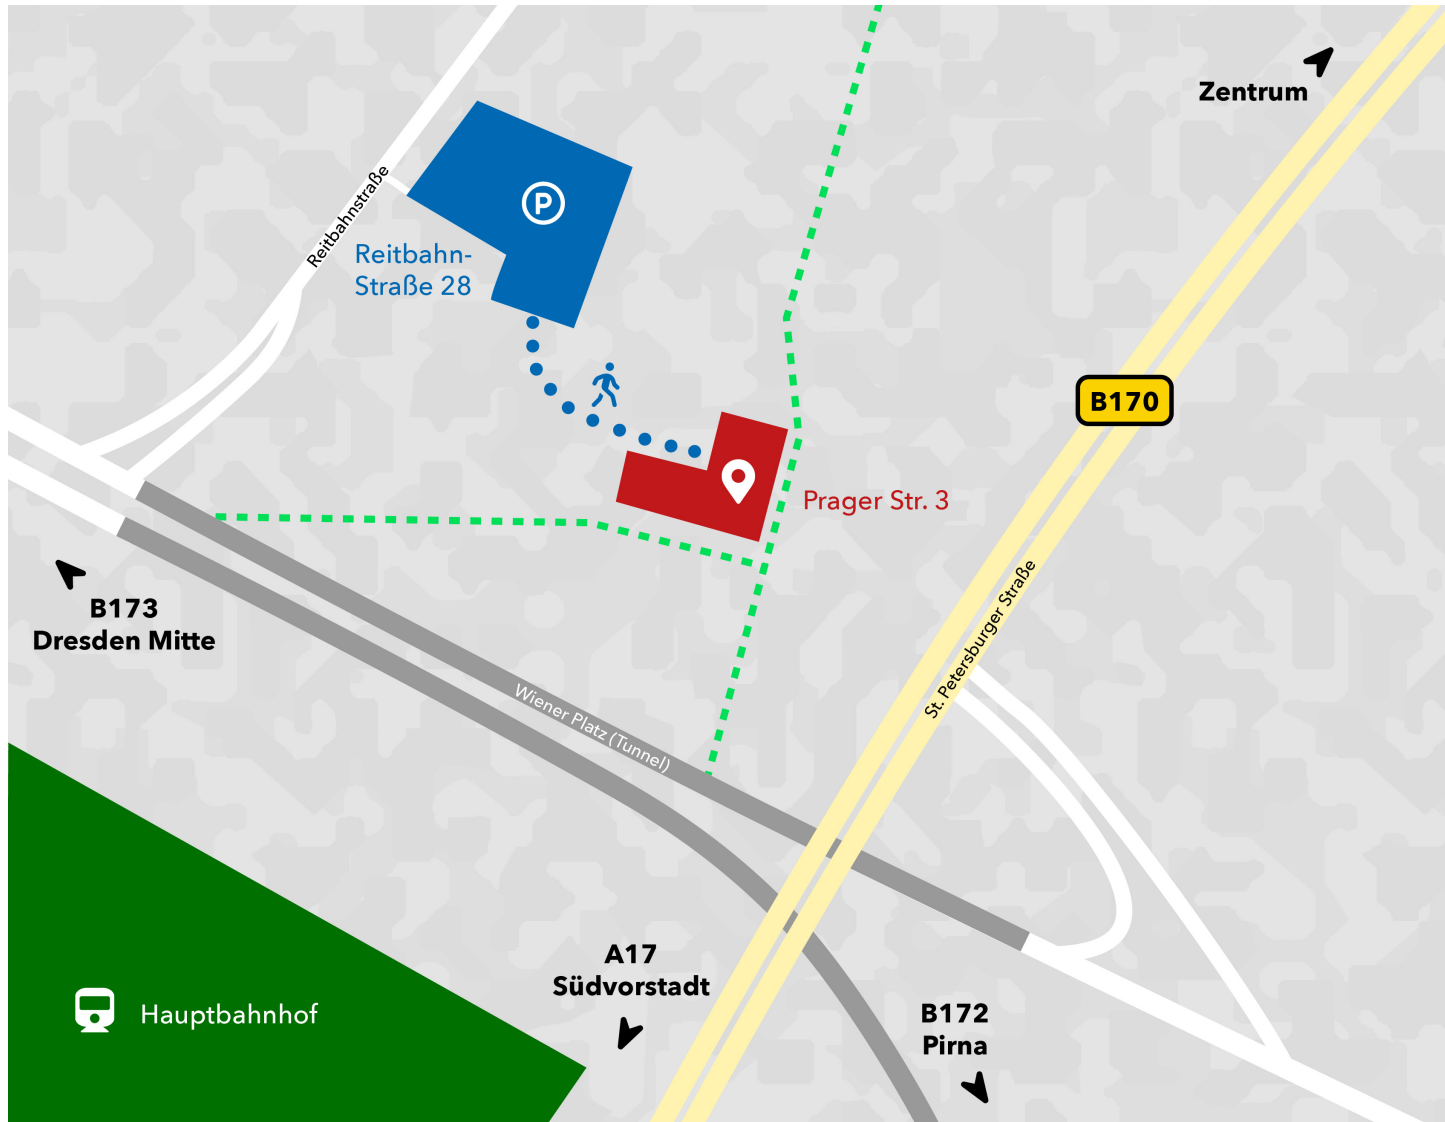 Zentrum
P
Reitbahnstraße
Reitbahn-
Straße 28
B170
Prager Str. 3
B173
Dresden Mitte
St. Petersburger Straße
Wiener Platz (Tunnel)
A17
Südvorstadt
Hauptbahnhof
B172
Pirna